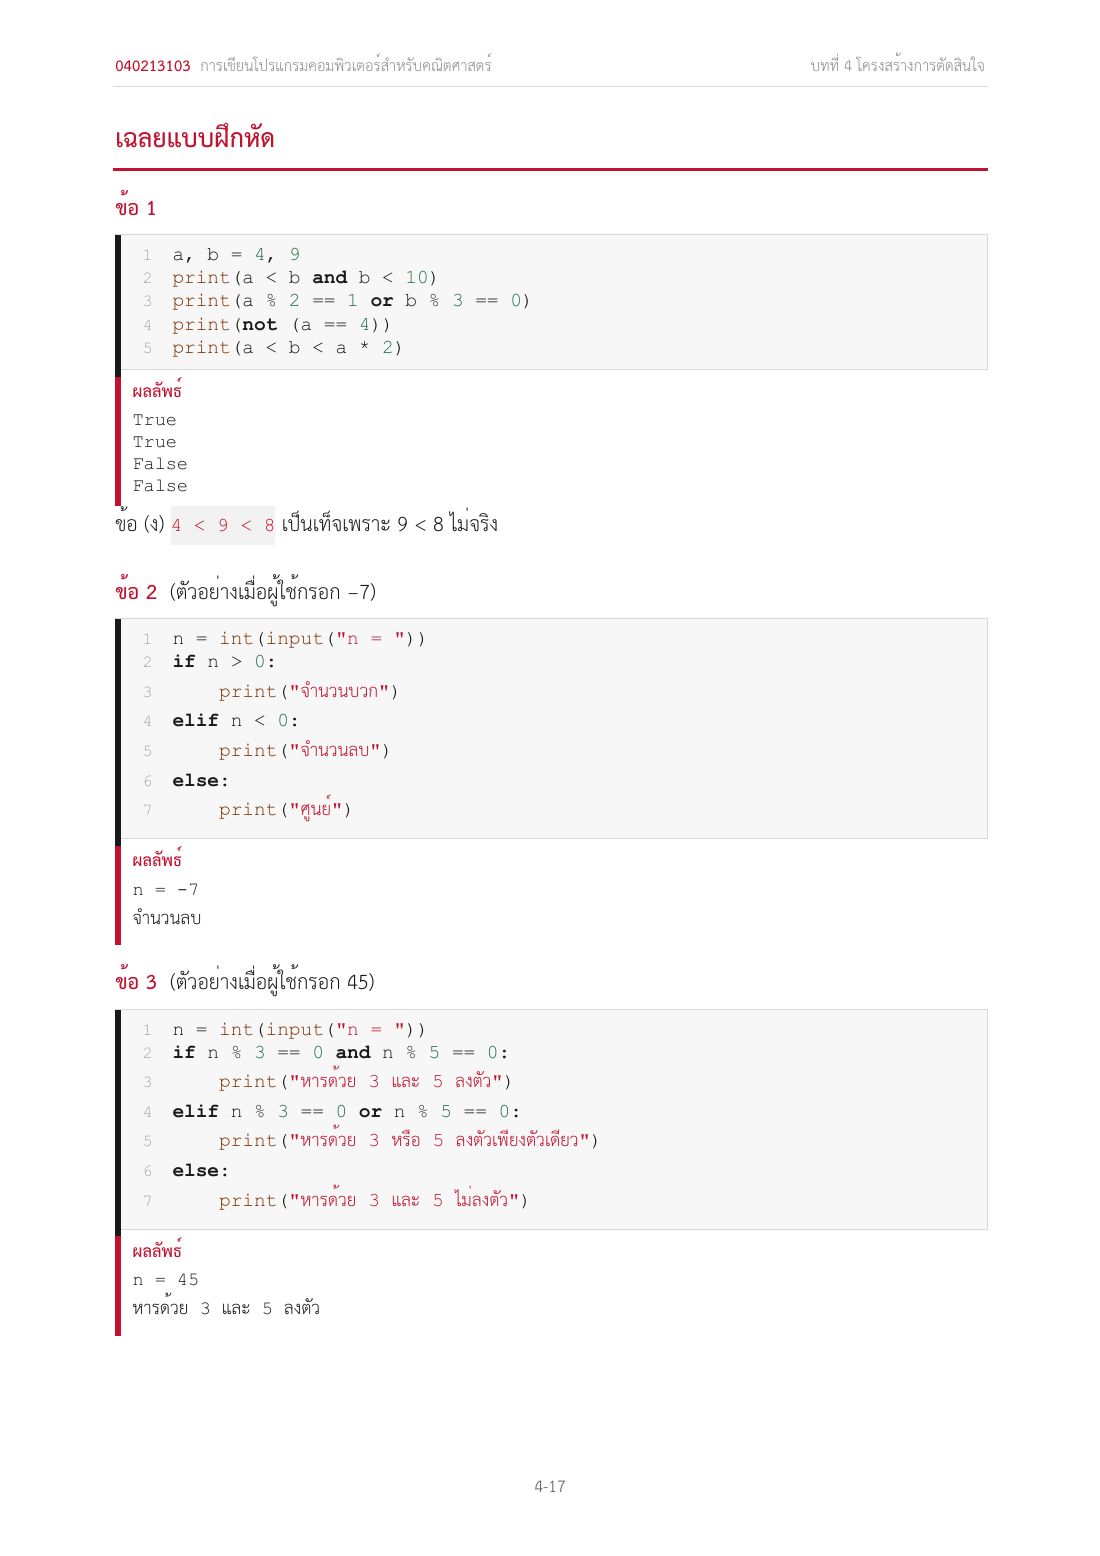 040213103 การเขียนโปรแกรมคอมพิวเตอร์สำหรับคณิตศาสตร์ บทที่ 4 โครงสร้างการตัดสินใจ
เฉลยแบบฝึกหัด
ข้อ 1
1 a, b = 4, 9
2 print(a < b and b < 10)
3 print(a % 2 == 1 or b % 3 == 0)
4 print(not (a == 4))
5 print(a < b < a * 2)
ผลลัพธ์
True
True
False
False
ข้อ (ง) 4 < 9 < 8 เป็นเท็จเพราะ 9 < 8 ไม่จริง
ข้อ 2 (ตัวอย่างเมื่อผู้ใช้กรอก –7)
1 n = int(input("n = "))
2 if n > 0:
3     print("จำนวนบวก")
4 elif n < 0:
5     print("จำนวนลบ")
6 else:
7     print("ศูนย์")
ผลลัพธ์
n = -7
จำนวนลบ
ข้อ 3 (ตัวอย่างเมื่อผู้ใช้กรอก 45)
1 n = int(input("n = "))
2 if n % 3 == 0 and n % 5 == 0:
3     print("หารด้วย 3 และ 5 ลงตัว")
4 elif n % 3 == 0 or n % 5 == 0:
5     print("หารด้วย 3 หรือ 5 ลงตัวเพียงตัวเดียว")
6 else:
7     print("หารด้วย 3 และ 5 ไม่ลงตัว")
ผลลัพธ์
n = 45
หารด้วย 3 และ 5 ลงตัว
4-17